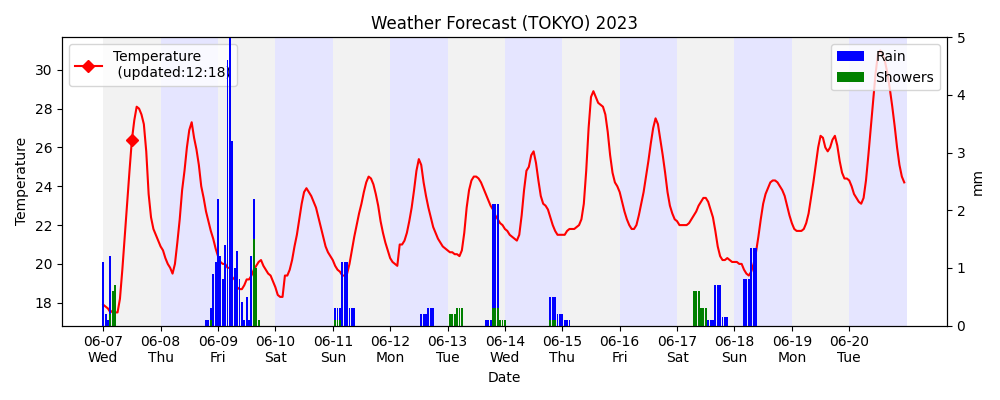 Weather Forecast (TOKYO) 2023
Temperature
(updated:12:18)
Rain
Showers
Temperature
30
28
26
24
22
20
18
5
4
3
2
1
0
mm
06-07 06-08 06-09 06-10 06-11 06-12 06-13 06-14 06-15 06-16 06-17 06-18 06-19 06-20
Wed Thu Fri Sat Sun Mon Tue Wed Thu Fri Sat Sun Mon Tue
Date